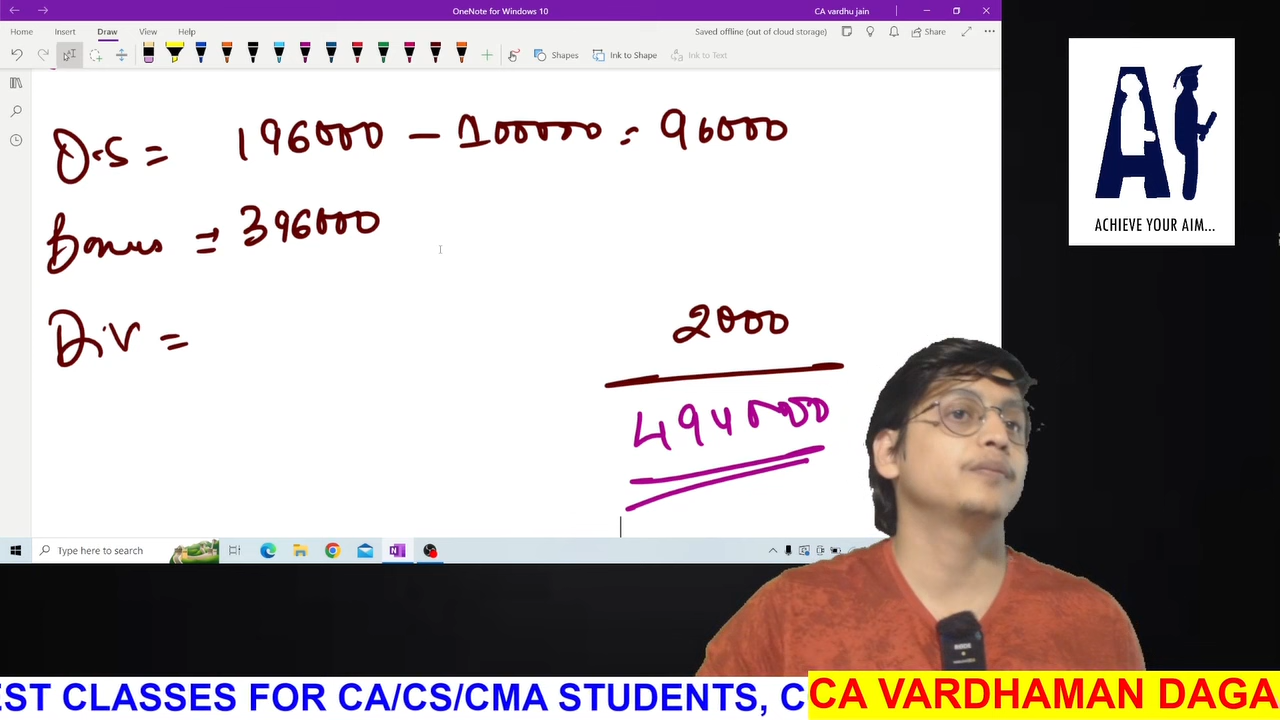 OneNote for Windows 10
CA vardhu jain
Home Insert Draw View Help
Saved offline (out of cloud storage)
Share
Shapes
Ink to Shape
Ink to Text
O.S = 196000 - 100000 = 96000
Bonus = 396000
Div =
2000
494000
ACHIEVE YOUR AIM...
Type here to search
EST CLASSES FOR CA/CS/CMA STUDENTS, C
CA VARDHAMAN DAGA